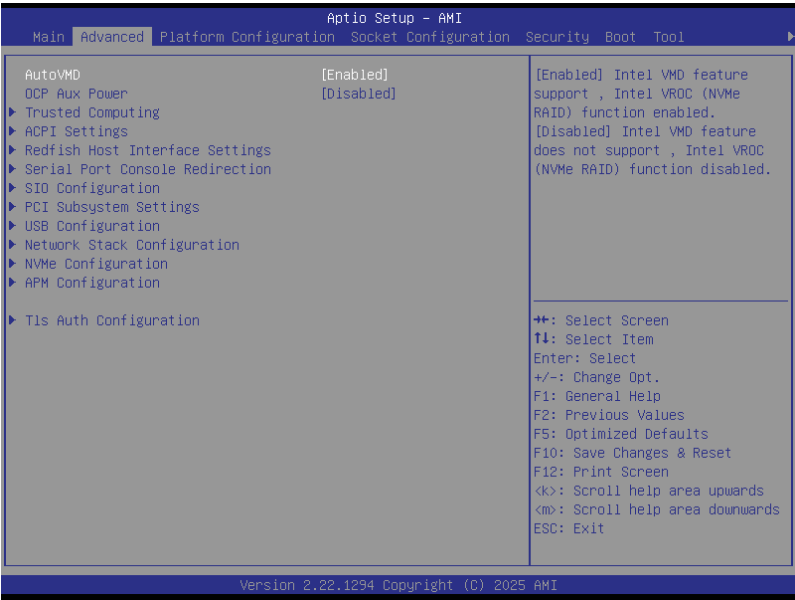 Aptio Setup – AMI
Main Advanced Platform Configuration Socket Configuration Security Boot Tool
AutoVMD [Enabled]
OCP Aux Power [Disabled]
Trusted Computing
ACPI Settings
Redfish Host Interface Settings
Serial Port Console Redirection
SIO Configuration
PCI Subsystem Settings
USB Configuration
Network Stack Configuration
NVMe Configuration
APM Configuration
Tls Auth Configuration
[Enabled] Intel VMD feature
support , Intel VROC (NVMe
RAID) function enabled.
[Disabled] Intel VMD feature
does not support , Intel VROC
(NVMe RAID) function disabled.
→←: Select Screen
↑↓: Select Item
Enter: Select
+/-: Change Opt.
F1: General Help
F2: Previous Values
F5: Optimized Defaults
F10: Save Changes & Reset
F12: Print Screen
<k>: Scroll help area upwards
<m>: Scroll help area downwards
ESC: Exit
Version 2.22.1294 Copyright (C) 2025 AMI